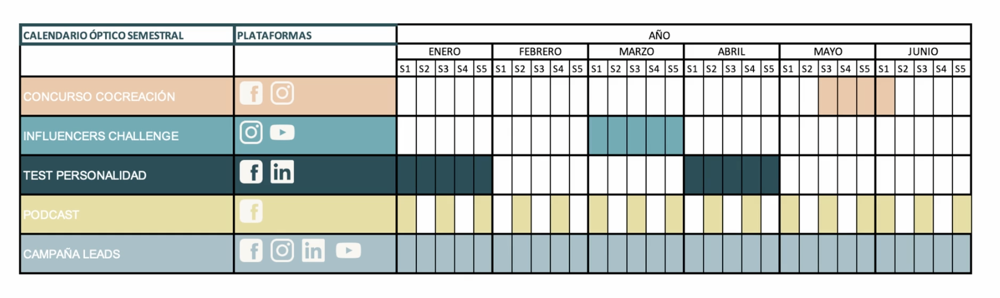 CALENDARIO ÓPTICO SEMESTRAL PLATAFORMAS AÑO
ENERO FEBRERO MARZO ABRIL MAYO JUNIO
S1 S2 S3 S4 S5 S1 S2 S3 S4 S5 S1 S2 S3 S4 S5 S1 S2 S3 S4 S5 S1 S2 S3 S4 S5 S1 S2 S3 S4 S5
CONCURSO COCREACIÓN
INFLUENCERS CHALLENGE
TEST PERSONALIDAD
PODCAST
CAMPAÑA LEADS